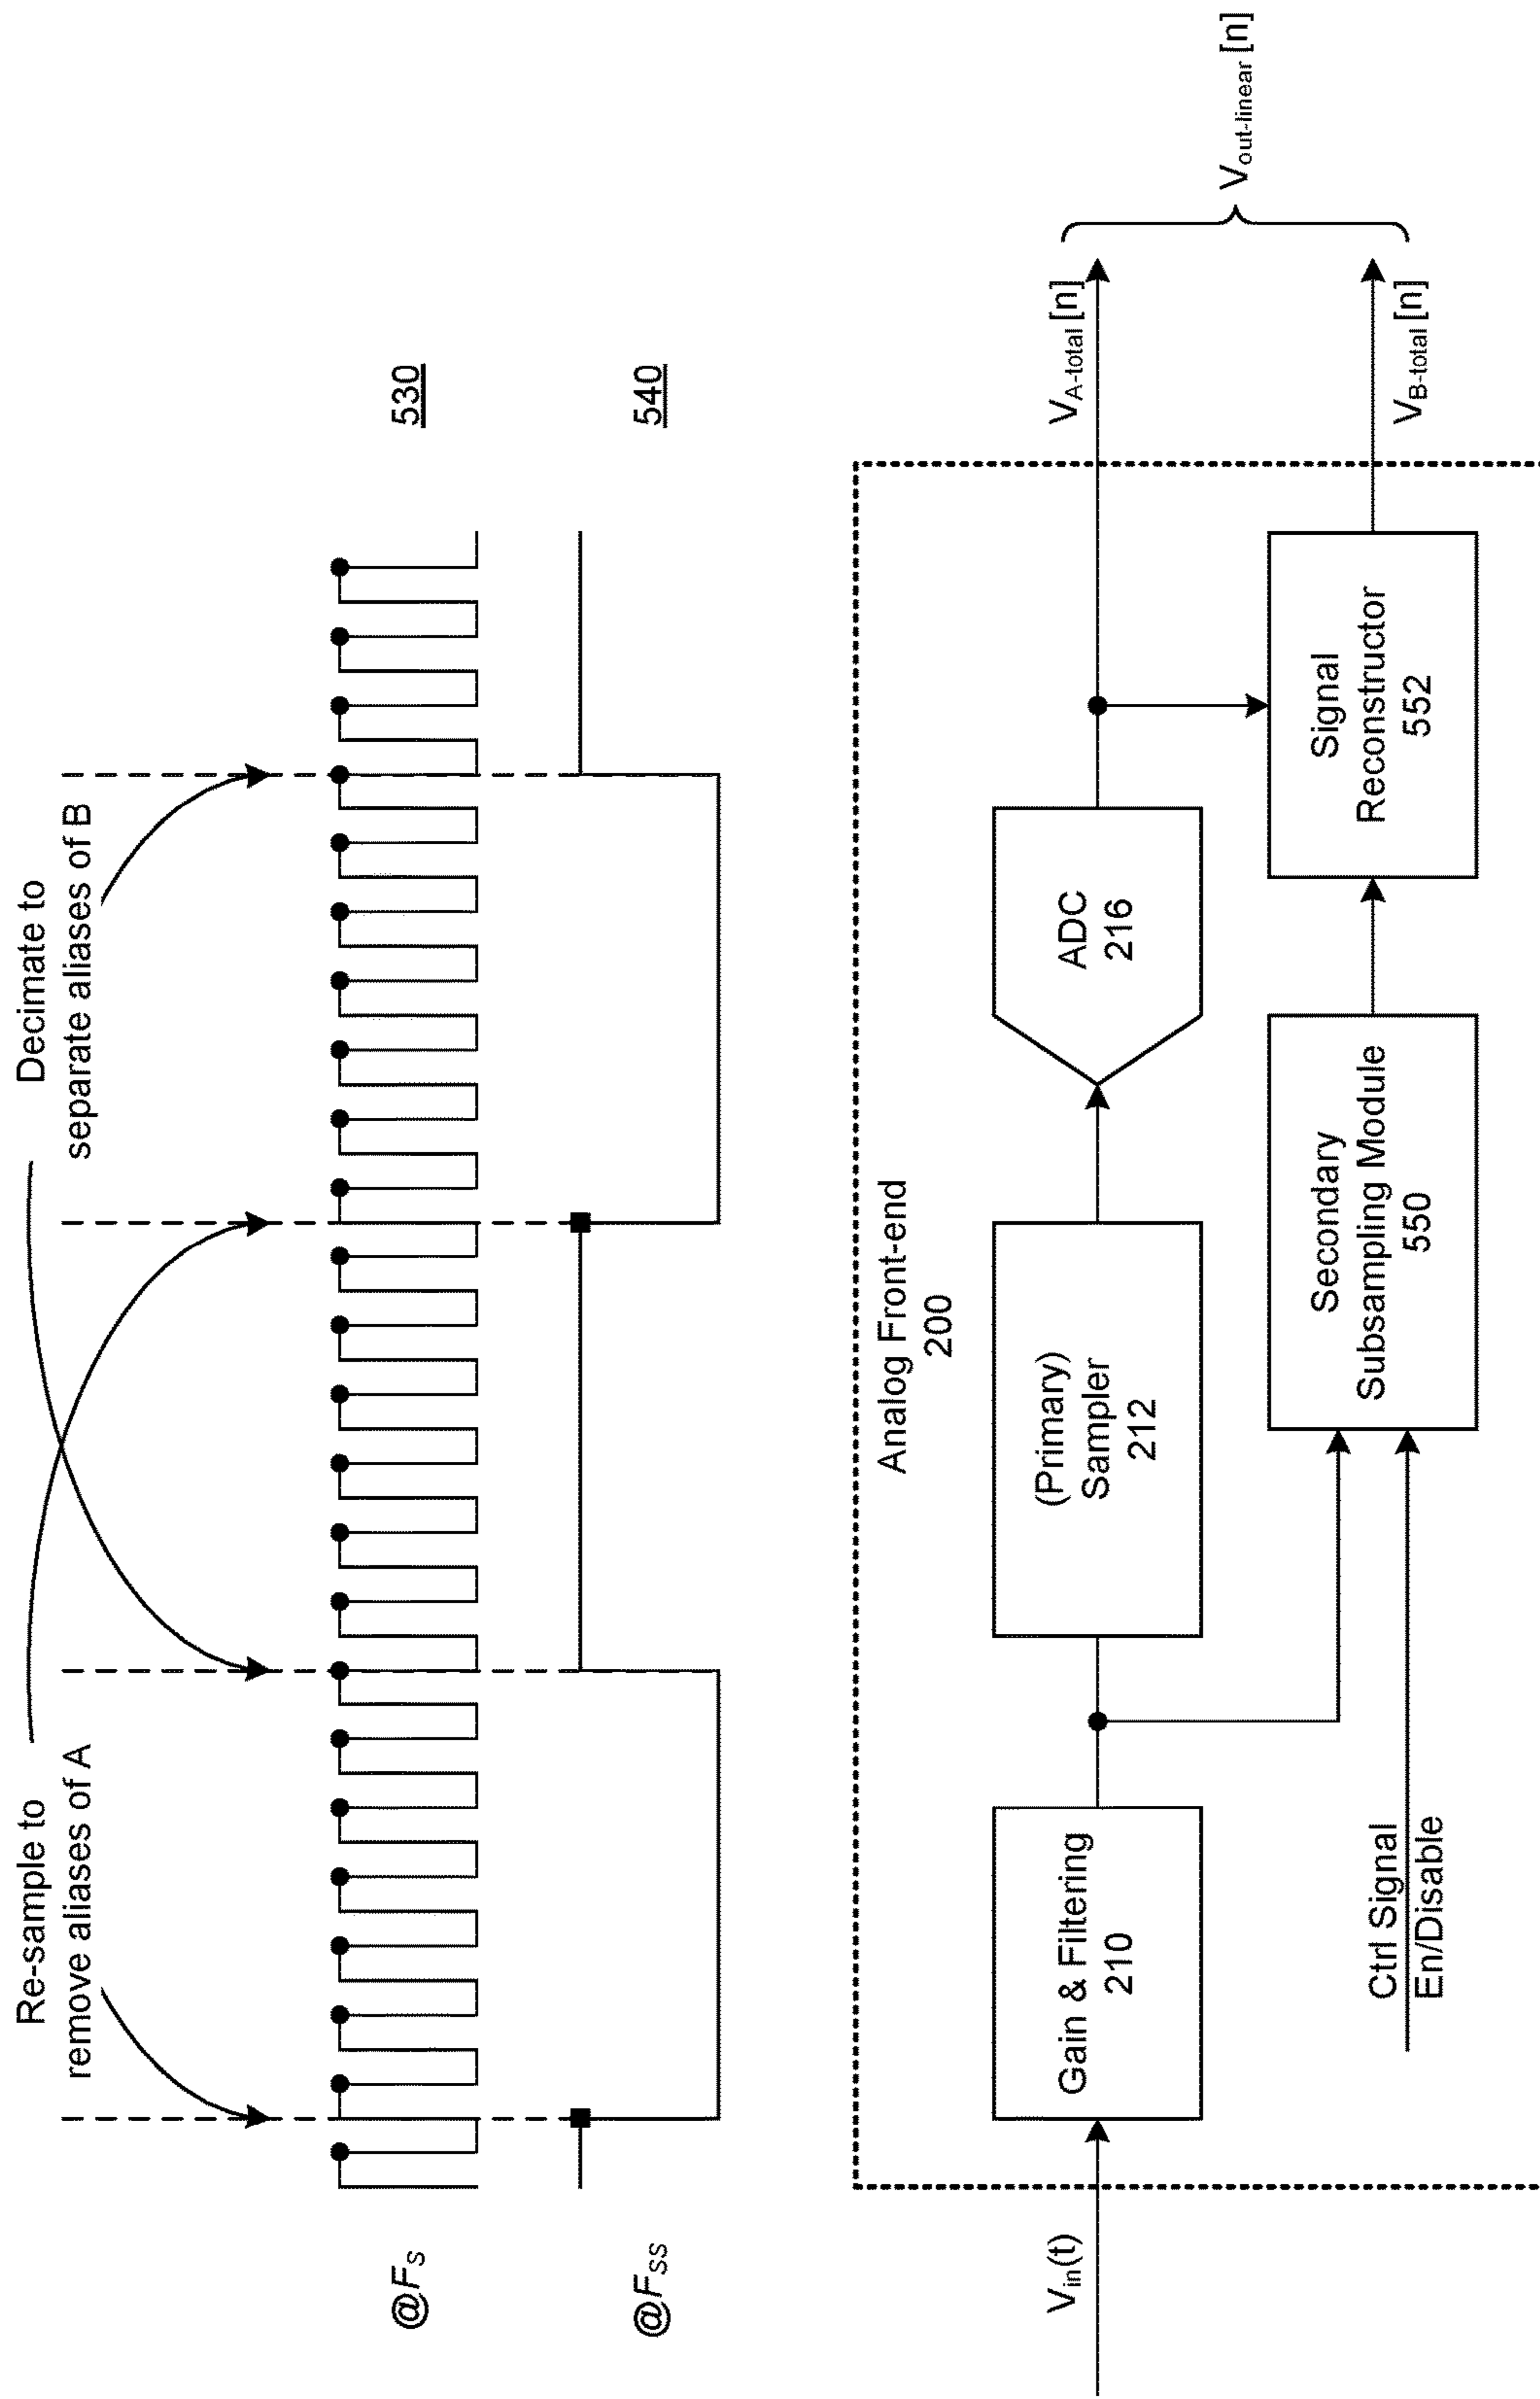 Re-sample to
remove aliases of A
Decimate to
separate aliases of B
@F_S
530
@F_SS
540
Analog Front-end
200
V_in(t)
Gain & Filtering
210
(Primary)
Sampler
212
ADC
216
V_A-total [n]
V_out-linear [n]
Ctrl Signal
En/Disable
Secondary
Subsampling Module
550
Signal
Reconstructor
552
V_B-total [n]